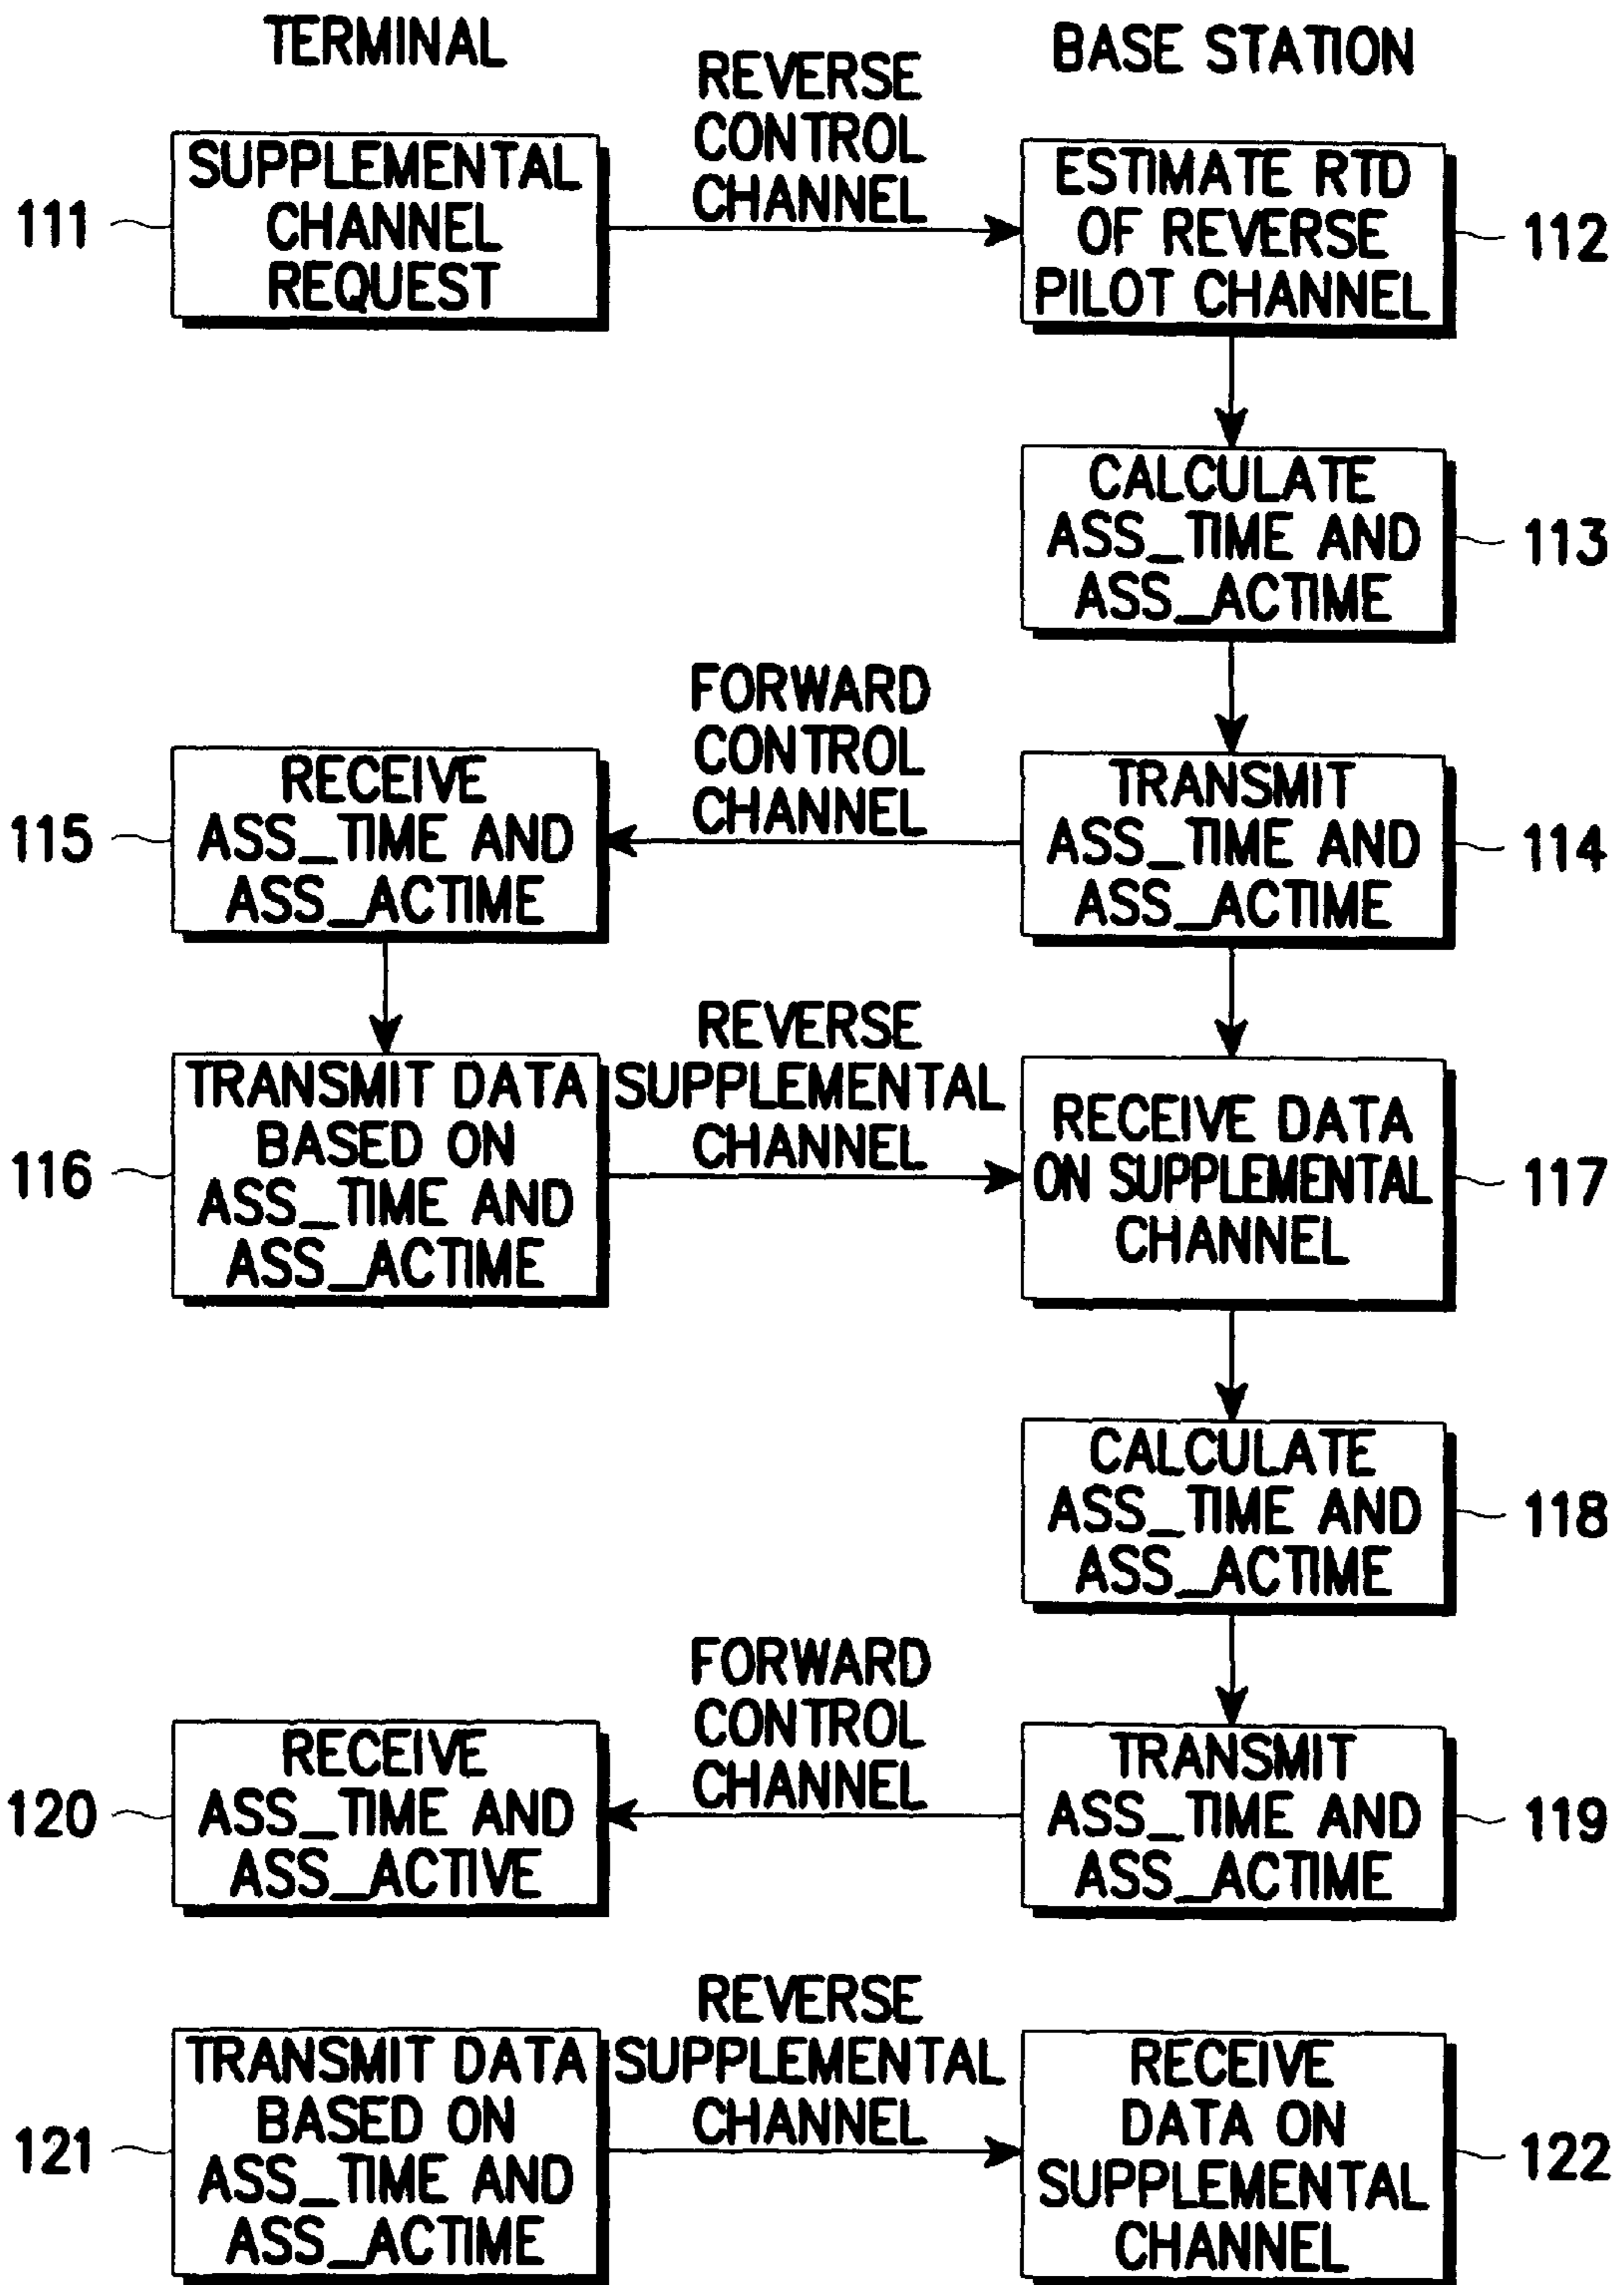 TERMINAL
BASE STATION
REVERSE
CONTROL
CHANNEL
111
SUPPLEMENTAL
CHANNEL
REQUEST
ESTIMATE RTD
OF REVERSE
PILOT CHANNEL
112
CALCULATE
ASS_TIME AND
ASS_ACTIME
113
FORWARD
CONTROL
CHANNEL
115
RECEIVE
ASS_TIME AND
ASS_ACTIME
TRANSMIT
ASS_TIME AND
ASS_ACTIME
114
REVERSE
SUPPLEMENTAL
CHANNEL
116
TRANSMIT DATA
BASED ON
ASS_TIME AND
ASS_ACTIME
RECEIVE DATA
ON SUPPLEMENTAL
CHANNEL
117
CALCULATE
ASS_TIME AND
ASS_ACTIME
118
FORWARD
CONTROL
CHANNEL
120
RECEIVE
ASS_TIME AND
ASS_ACTIVE
TRANSMIT
ASS_TIME AND
ASS_ACTIME
119
REVERSE
SUPPLEMENTAL
CHANNEL
121
TRANSMIT DATA
BASED ON
ASS_TIME AND
ASS_ACTIME
RECEIVE
DATA ON
SUPPLEMENTAL
CHANNEL
122